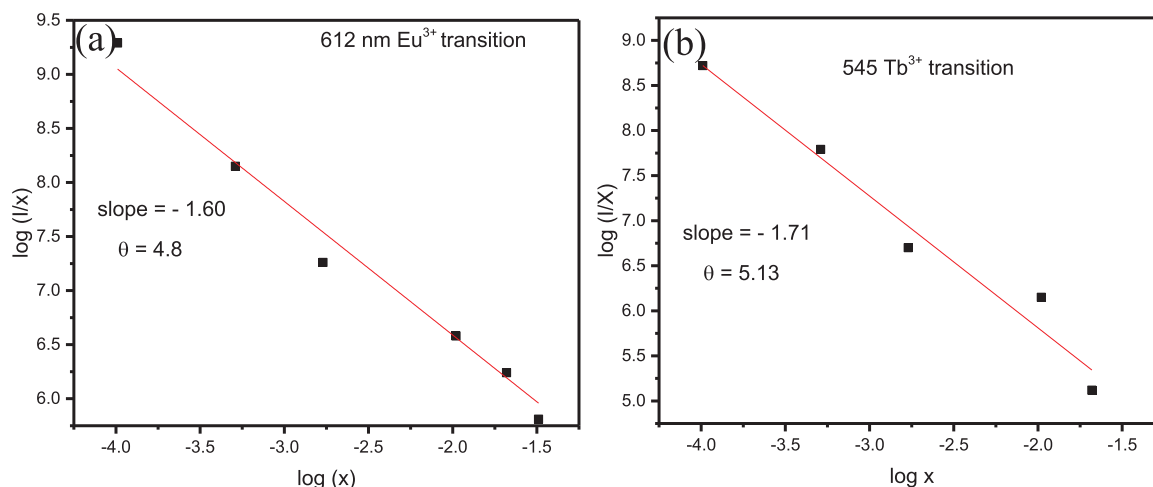 (a)
612 nm Eu³⁺ transition
log (I/x)
9.5
9.0
8.5
8.0
7.5
7.0
6.5
6.0
slope = - 1.60
θ = 4.8
-4.0 -3.5 -3.0 -2.5 -2.0 -1.5
log (x)
(b)
545 Tb³⁺ transition
log (I/X)
9.0
8.5
8.0
7.5
7.0
6.5
6.0
5.5
5.0
slope = - 1.71
θ = 5.13
-4.0 -3.5 -3.0 -2.5 -2.0 -1.5
log x